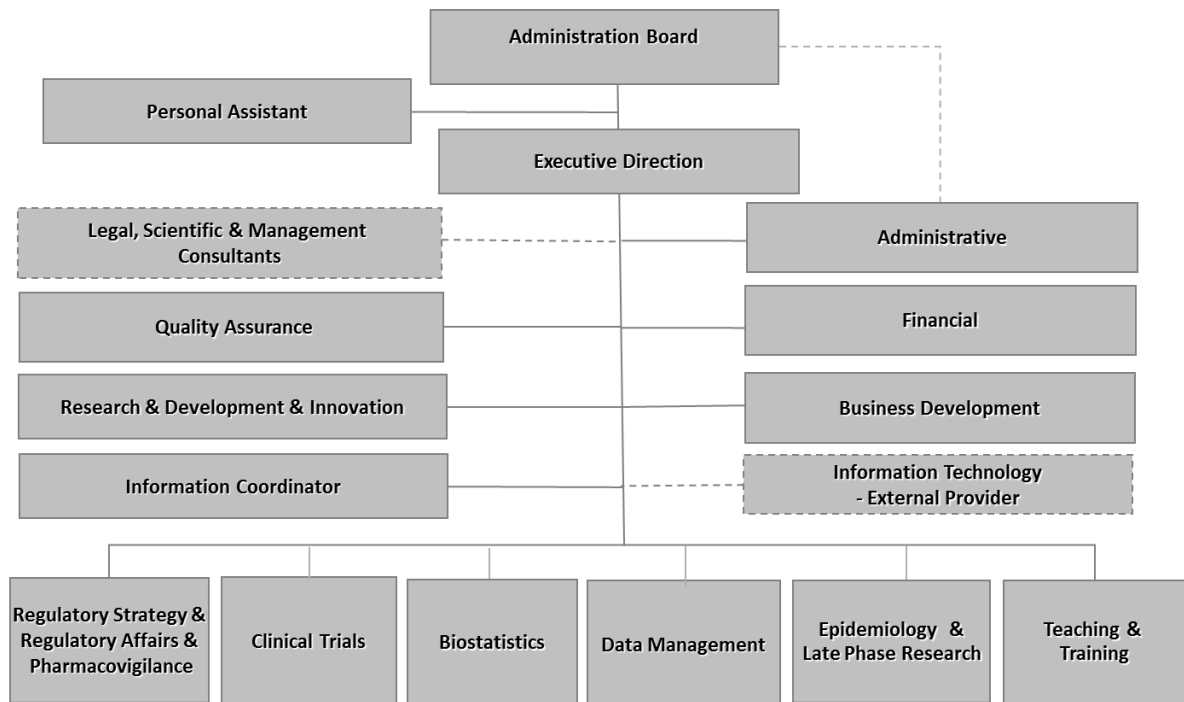 Administration Board
Personal Assistant
Executive Direction
Legal, Scientific & Management
Consultants
Administrative
Quality Assurance
Financial
Research & Development & Innovation
Business Development
Information Coordinator
Information Technology
- External Provider
Regulatory Strategy &
Regulatory Affairs &
Pharmacovigilance
Clinical Trials
Biostatistics
Data Management
Epidemiology &
Late Phase Research
Teaching &
Training